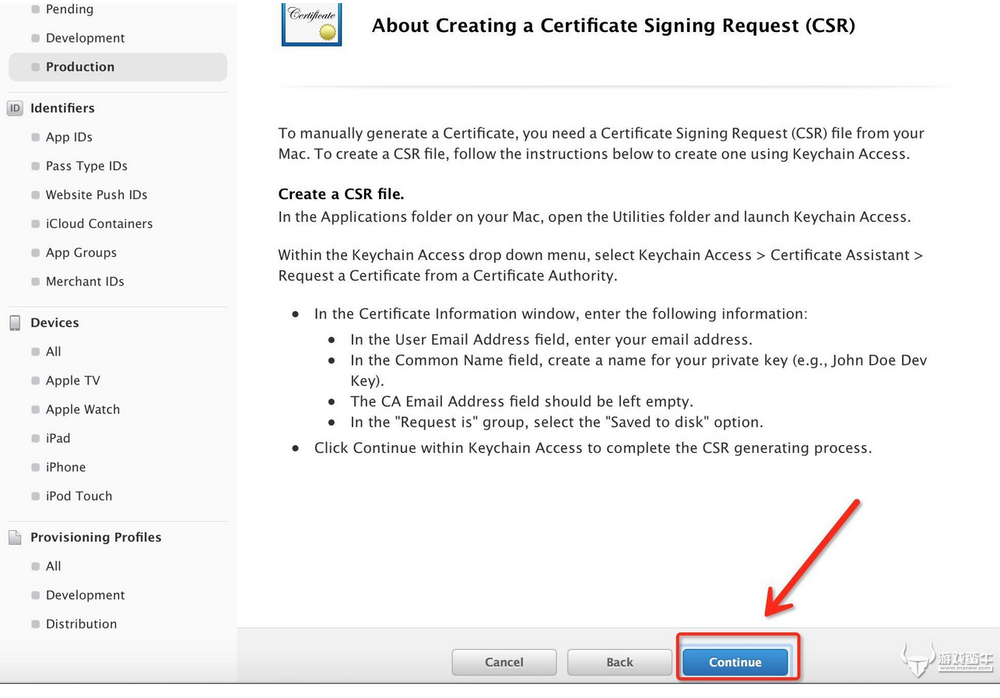 Pending
Development
Production
ID Identifiers
App IDs
Pass Type IDs
Website Push IDs
iCloud Containers
App Groups
Merchant IDs
Devices
All
Apple TV
Apple Watch
iPad
iPhone
iPod Touch
Provisioning Profiles
All
Development
Distribution
Certificate
About Creating a Certificate Signing Request (CSR)
To manually generate a Certificate, you need a Certificate Signing Request (CSR) file from your
Mac. To create a CSR file, follow the instructions below to create one using Keychain Access.
Create a CSR file.
In the Applications folder on your Mac, open the Utilities folder and launch Keychain Access.
Within the Keychain Access drop down menu, select Keychain Access > Certificate Assistant >
Request a Certificate from a Certificate Authority.
In the Certificate Information window, enter the following information:
In the User Email Address field, enter your email address.
In the Common Name field, create a name for your private key (e.g., John Doe Dev
Key).
The CA Email Address field should be left empty.
In the "Request is" group, select the "Saved to disk" option.
Click Continue within Keychain Access to complete the CSR generating process.
Cancel
Back
Continue
游戏蛮牛
www.manew.com